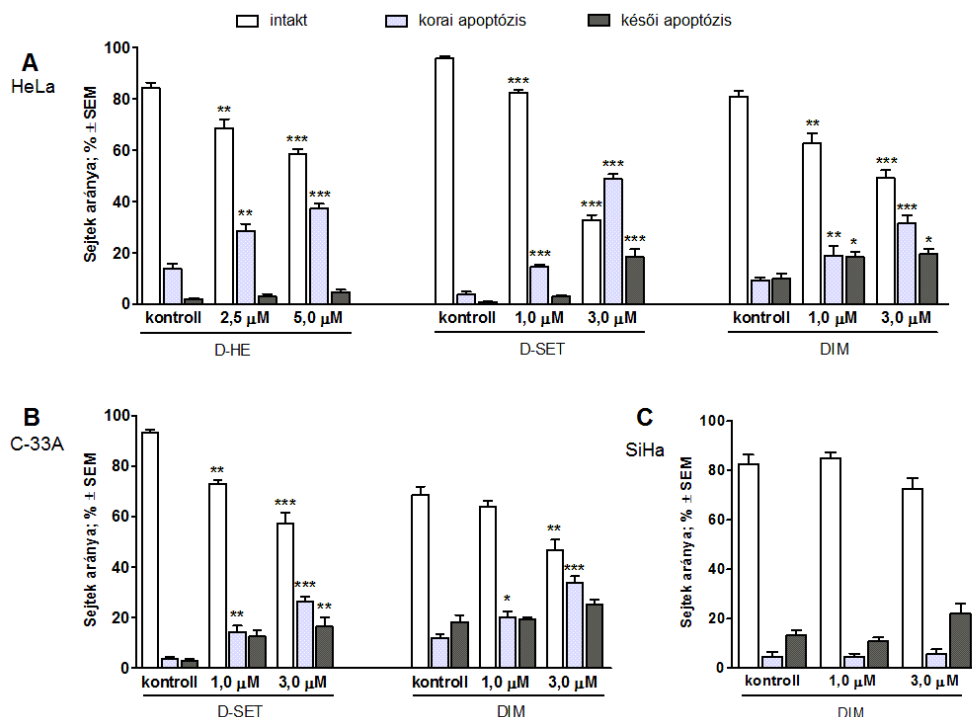 intakt korai apoptózis késői apoptózis
A
HeLa
Sejtek aránya; % ± SEM
100
80
60
40
20
0
** *** ** *** *** *** *** *** *** ** ** * *** *** *
kontroll 2,5 µM 5,0 µM kontroll 1,0 µM 3,0 µM kontroll 1,0 µM 3,0 µM
D-HE D-SET DIM
B
C-33A
Sejtek aránya; % ± SEM
100
80
60
40
20
0
** ** *** *** ** * ** ***
kontroll 1,0 µM 3,0 µM kontroll 1,0 µM 3,0 µM
D-SET DIM
C
SiHa
Sejtek aránya; % ± SEM
100
80
60
40
20
0
kontroll 1,0 µM 3,0 µM
DIM